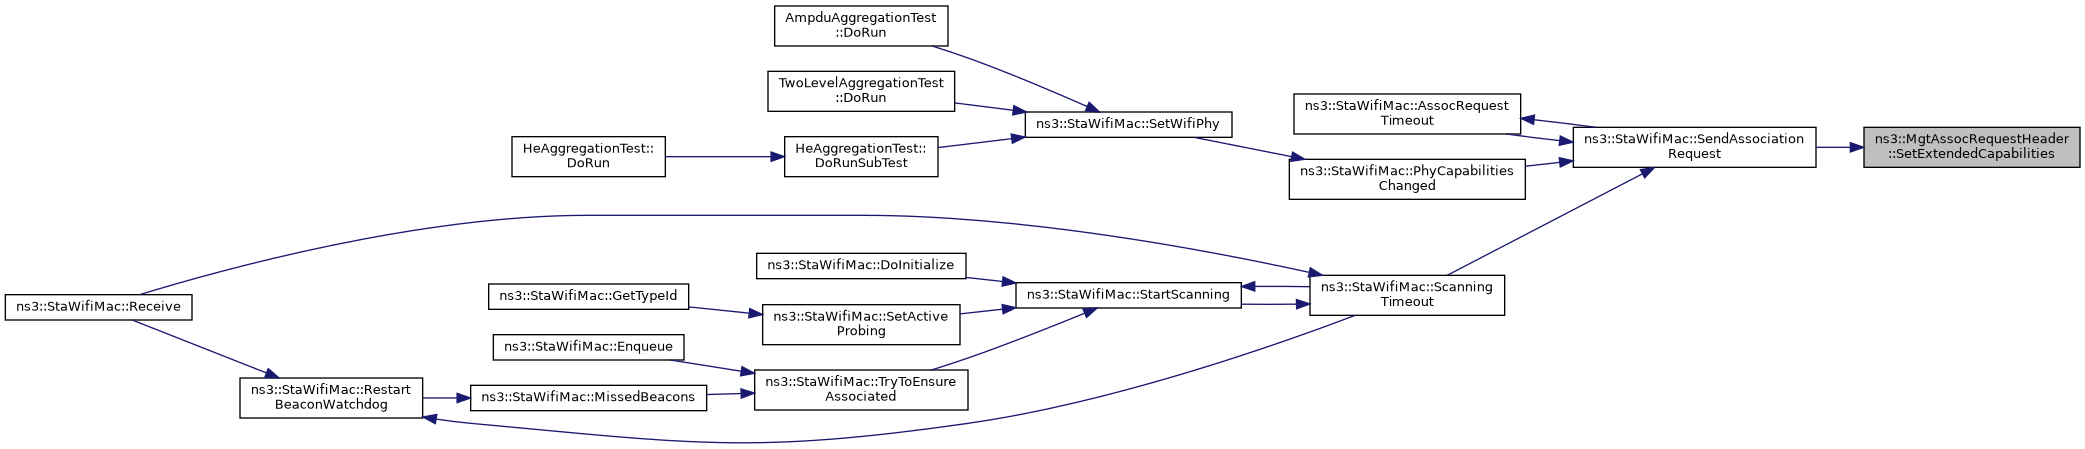 AmpduAggregationTest
::DoRun
TwoLevelAggregationTest
::DoRun
ns3::StaWifiMac::AssocRequest
Timeout
ns3::StaWifiMac::SetWifiPhy
ns3::StaWifiMac::SendAssociation
Request
ns3::MgtAssocRequestHeader
::SetExtendedCapabilities
HeAggregationTest::
DoRun
HeAggregationTest::
DoRunSubTest
ns3::StaWifiMac::PhyCapabilities
Changed
ns3::StaWifiMac::DoInitialize
ns3::StaWifiMac::Receive
ns3::StaWifiMac::GetTypeId
ns3::StaWifiMac::StartScanning
ns3::StaWifiMac::Scanning
Timeout
ns3::StaWifiMac::SetActive
Probing
ns3::StaWifiMac::Enqueue
ns3::StaWifiMac::Restart
BeaconWatchdog
ns3::StaWifiMac::MissedBeacons
ns3::StaWifiMac::TryToEnsure
Associated